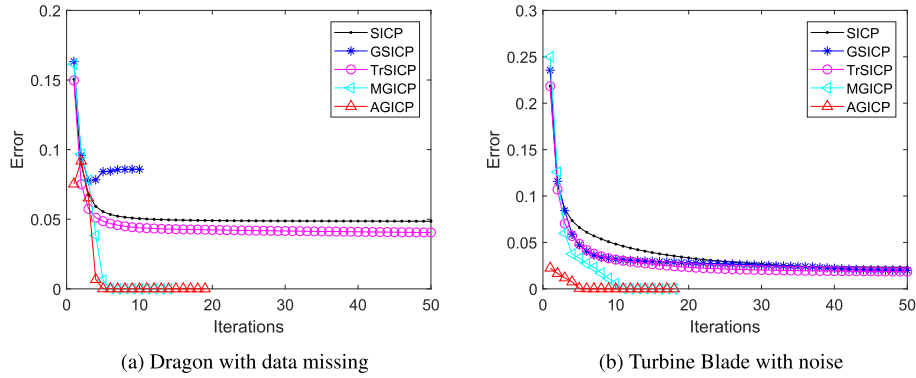 0.2
0.15
0.1
0.05
0
Error
0
10
20
30
40
50
Iterations
SICP
GSICP
TrSICP
MGICP
AGICP
(a) Dragon with data missing
0.3
0.25
0.2
0.15
0.1
0.05
0
Error
0
10
20
30
40
50
Iterations
SICP
GSICP
TrSICP
MGICP
AGICP
(b) Turbine Blade with noise